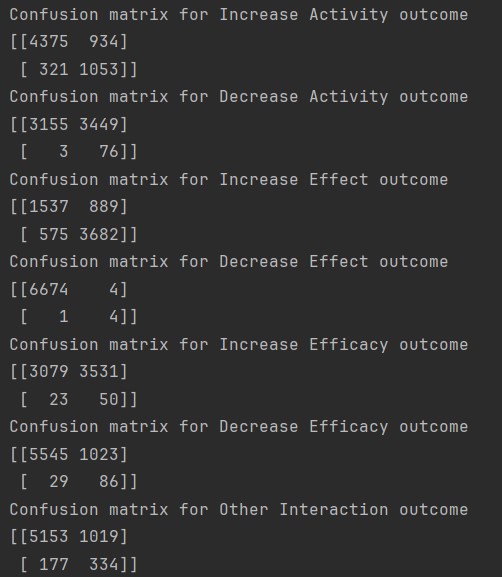 Confusion matrix for Increase Activity outcome
[[4375  934]
 [ 321 1053]]
Confusion matrix for Decrease Activity outcome
[[3155 3449]
 [   3   76]]
Confusion matrix for Increase Effect outcome
[[1537  889]
 [ 575 3682]]
Confusion matrix for Decrease Effect outcome
[[6674    4]
 [   1    4]]
Confusion matrix for Increase Efficacy outcome
[[3079 3531]
 [  23   50]]
Confusion matrix for Decrease Efficacy outcome
[[5545 1023]
 [  29   86]]
Confusion matrix for Other Interaction outcome
[[5153 1019]
 [ 177  334]]